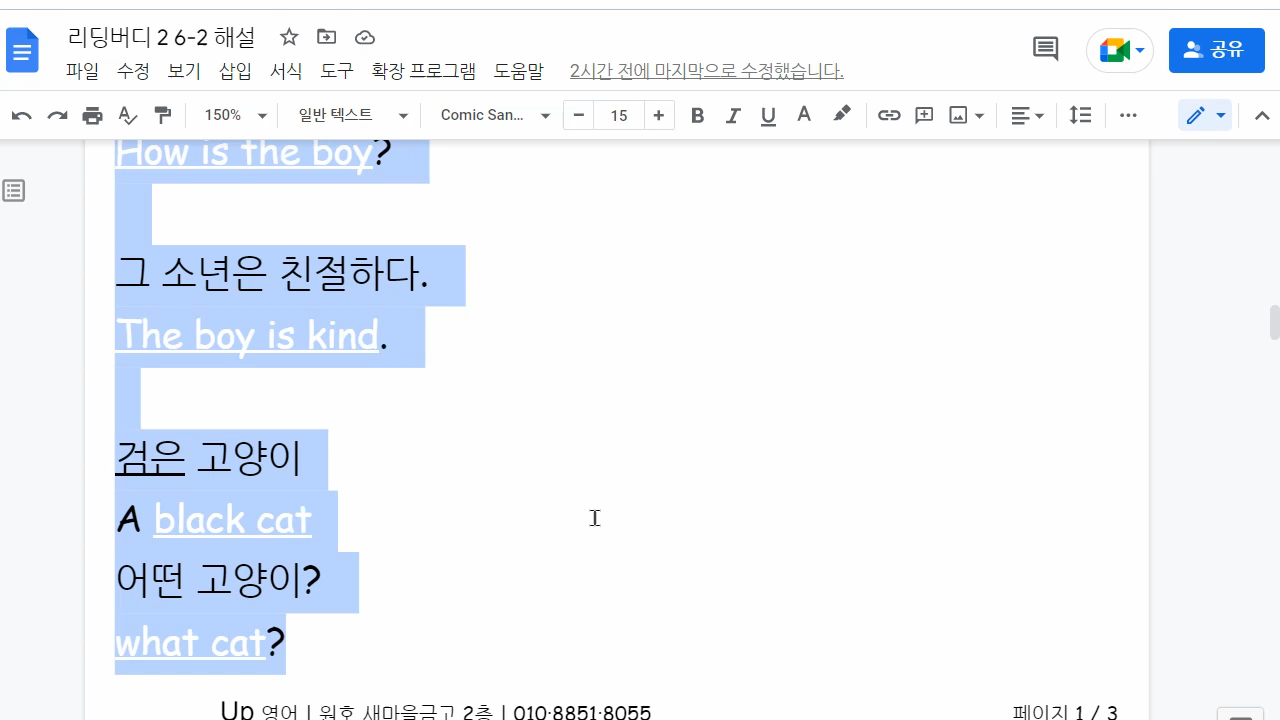 리딩버디 2 6-2 해설
파일 수정 보기 삽입 서식 도구 확장 프로그램 도움말 2시간 전에 마지막으로 수정했습니다.
공유
150% 일반 텍스트 Comic San... 15 B I U A
How is the boy?
그 소년은 친절하다.
The boy is kind.
검은 고양이
A black cat
어떤 고양이?
what cat?
Up 영어 | 원호 새마을금고 2층 | 010·8851·8055 페이지 1 / 3